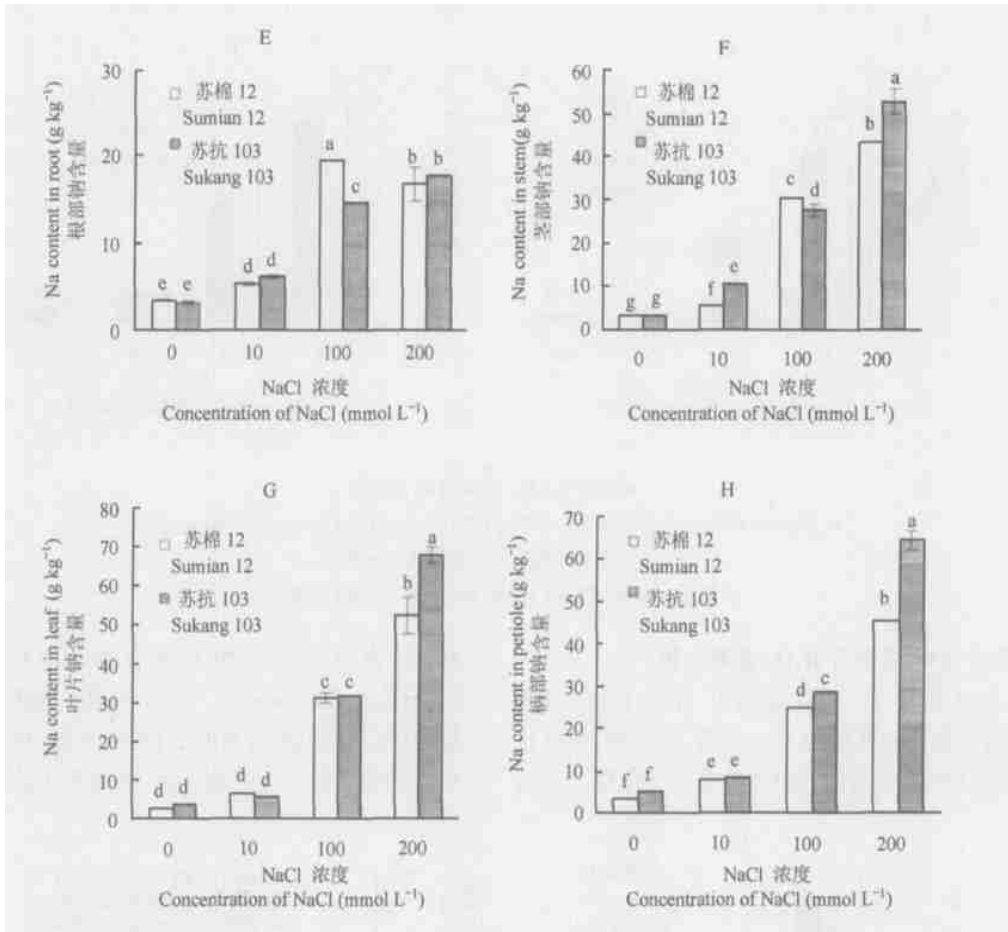 E
Na content in root (g kg⁻¹)
根部钠含量
30
20
10
0
苏棉 12
Sumian 12
苏抗 103
Sukang 103
e e
d d
a
c
b b
0 10 100 200
NaCl 浓度
Concentration of NaCl (mmol L⁻¹)
F
Na content in stem(g kg⁻¹)
茎部钠含量
60
50
40
30
20
10
0
苏棉 12
Sumian 12
苏抗 103
Sukang 103
g g
f e
c d
b a
0 10 100 200
NaCl 浓度
Concentration of NaCl (mmol L⁻¹)
G
Na content in leaf (g kg⁻¹)
叶片钠含量
80
70
60
50
40
30
20
10
0
苏棉 12
Sumian 12
苏抗 103
Sukang 103
d d
d d
c c
b a
0 10 100 200
NaCl 浓度
Concentration of NaCl (mmol L⁻¹)
H
Na content in petiole (g kg⁻¹)
柄部钠含量
70
60
50
40
30
20
10
0
苏棉 12
Sumian 12
苏抗 103
Sukang 103
f f
e e
d c
b a
0 10 100 200
NaCl 浓度
Concentration of NaCl (mmol L⁻¹)